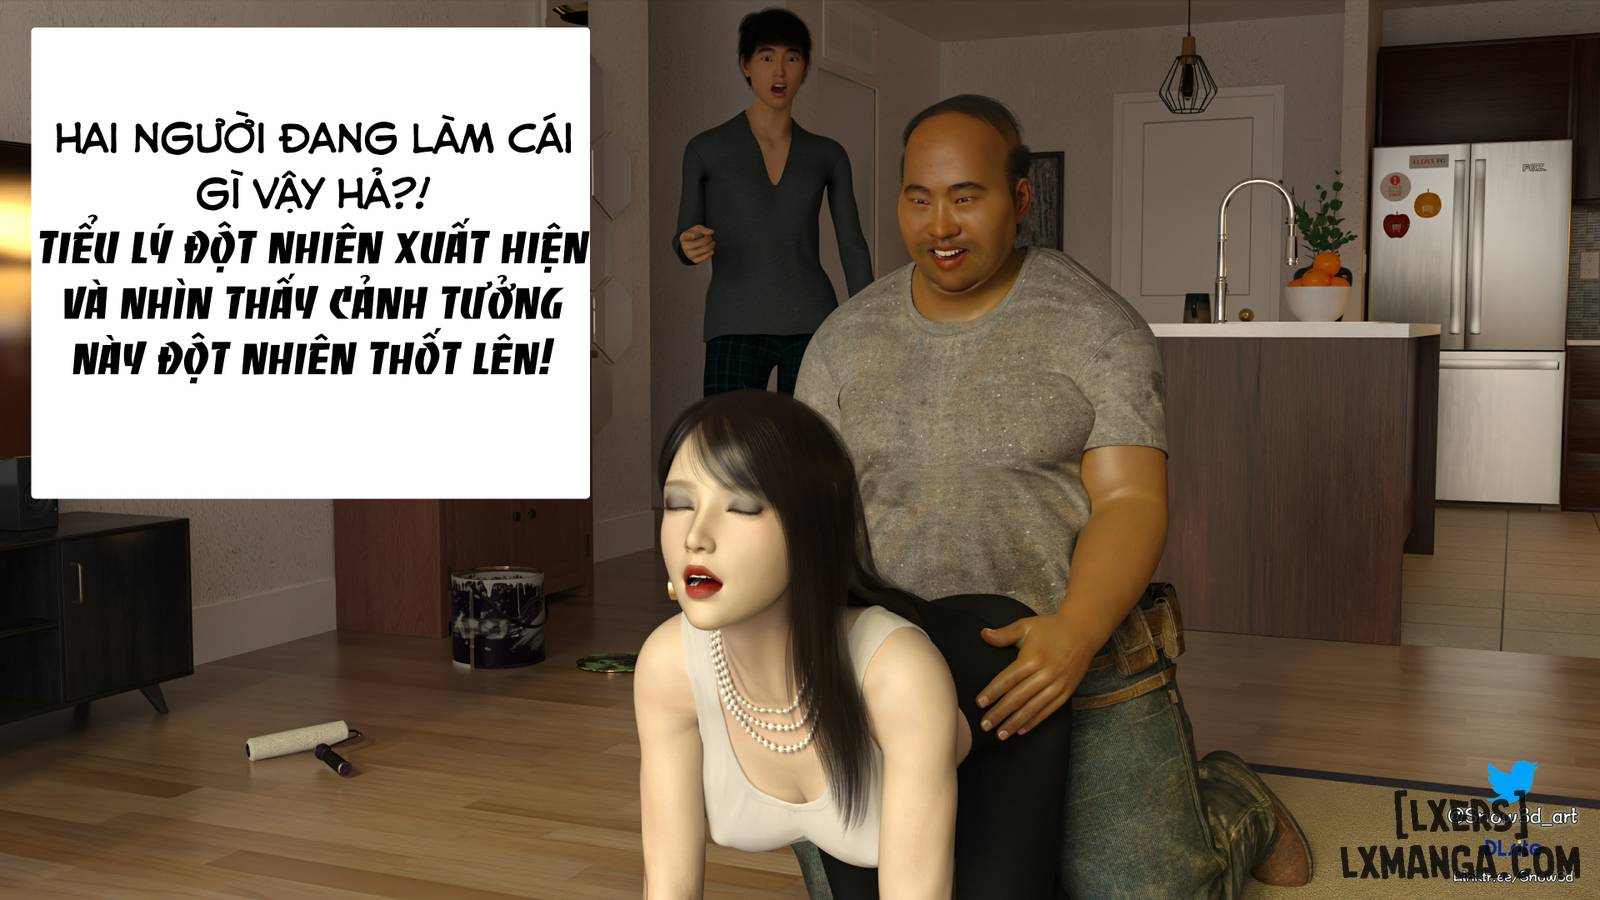 HAI NGƯỜI ĐANG LÀM CÁI
GÌ VẬY HẢ?!
TIỂU LÝ ĐỘT NHIÊN XUẤT HIỆN
VÀ NHÌN THẤY CẢNH TƯỞNG
NÀY ĐỘT NHIÊN THỐT LÊN!
[LXERS]
@Snow3d_art
LXMANGA.COM